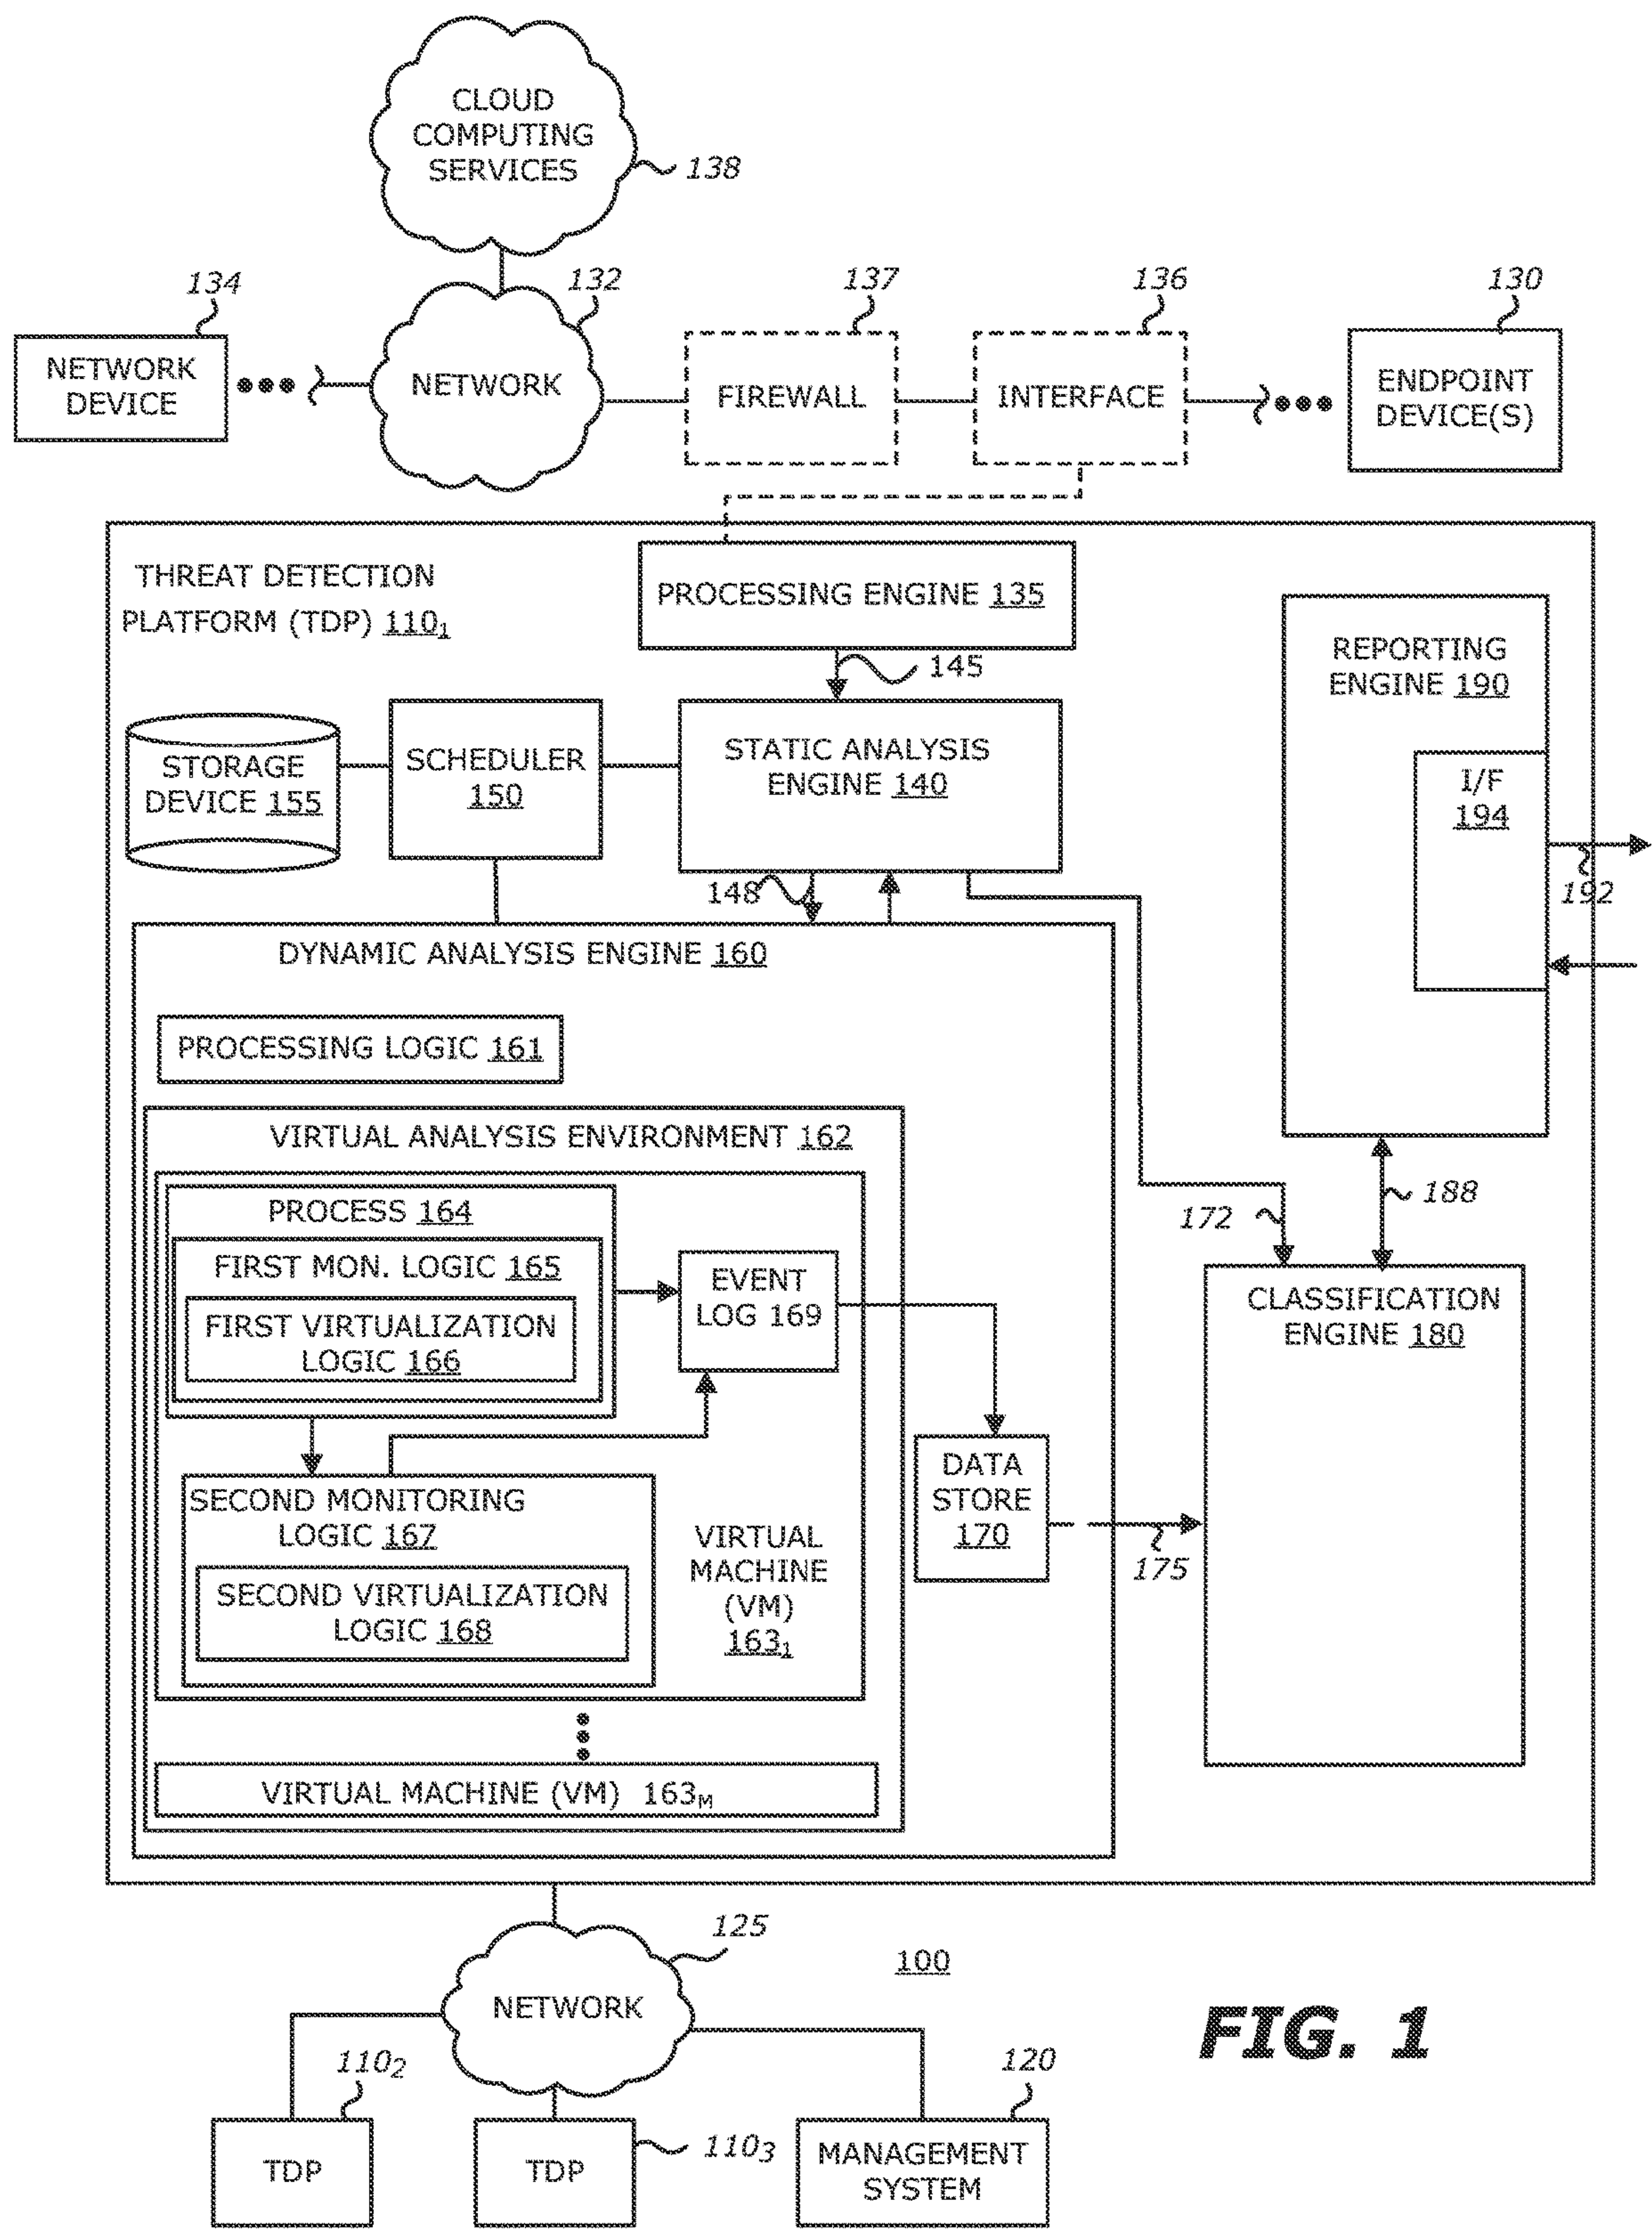 CLOUD
COMPUTING
SERVICES
138
134
132
137
136
130
NETWORK
DEVICE
NETWORK
FIREWALL
INTERFACE
ENDPOINT
DEVICE(S)
THREAT DETECTION
PLATFORM (TDP) 110₁
PROCESSING ENGINE 135
145
REPORTING
ENGINE 190
I/F
194
192
STORAGE
DEVICE 155
SCHEDULER
150
STATIC ANALYSIS
ENGINE 140
148
DYNAMIC ANALYSIS ENGINE 160
PROCESSING LOGIC 161
VIRTUAL ANALYSIS ENVIRONMENT 162
PROCESS 164
FIRST MON. LOGIC 165
FIRST VIRTUALIZATION
LOGIC 166
EVENT
LOG 169
172
188
CLASSIFICATION
ENGINE 180
SECOND MONITORING
LOGIC 167
SECOND VIRTUALIZATION
LOGIC 168
VIRTUAL
MACHINE
(VM)
163₁
DATA
STORE
170
175
VIRTUAL MACHINE (VM) 163M
125
NETWORK
100
FIG. 1
110₂
TDP
110₃
TDP
120
MANAGEMENT
SYSTEM